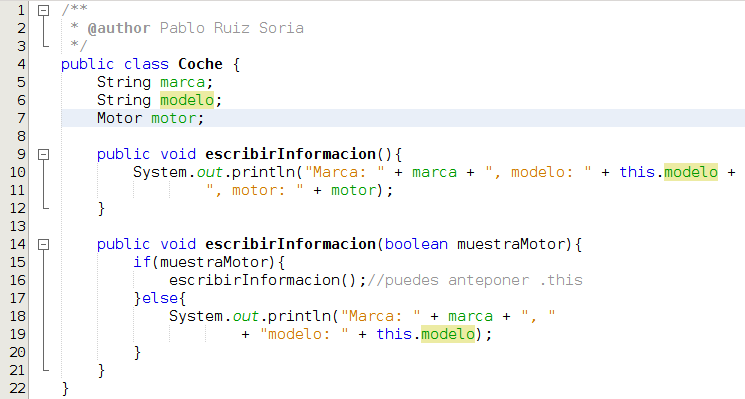 1 /**
2  * @author Pablo Ruiz Soria
3  */
4 public class Coche {
5     String marca;
6     String modelo;
7     Motor motor;
8
9     public void escribirInformacion(){
10         System.out.println("Marca: " + marca + ", modelo: " + this.modelo +
11                 ", motor: " + motor);
12     }
13
14     public void escribirInformacion(boolean muestraMotor){
15         if(muestraMotor){
16             escribirInformacion();//puedes anteponer .this
17         }else{
18             System.out.println("Marca: " + marca + ", "
19                     + "modelo: " + this.modelo);
20         }
21     }
22 }